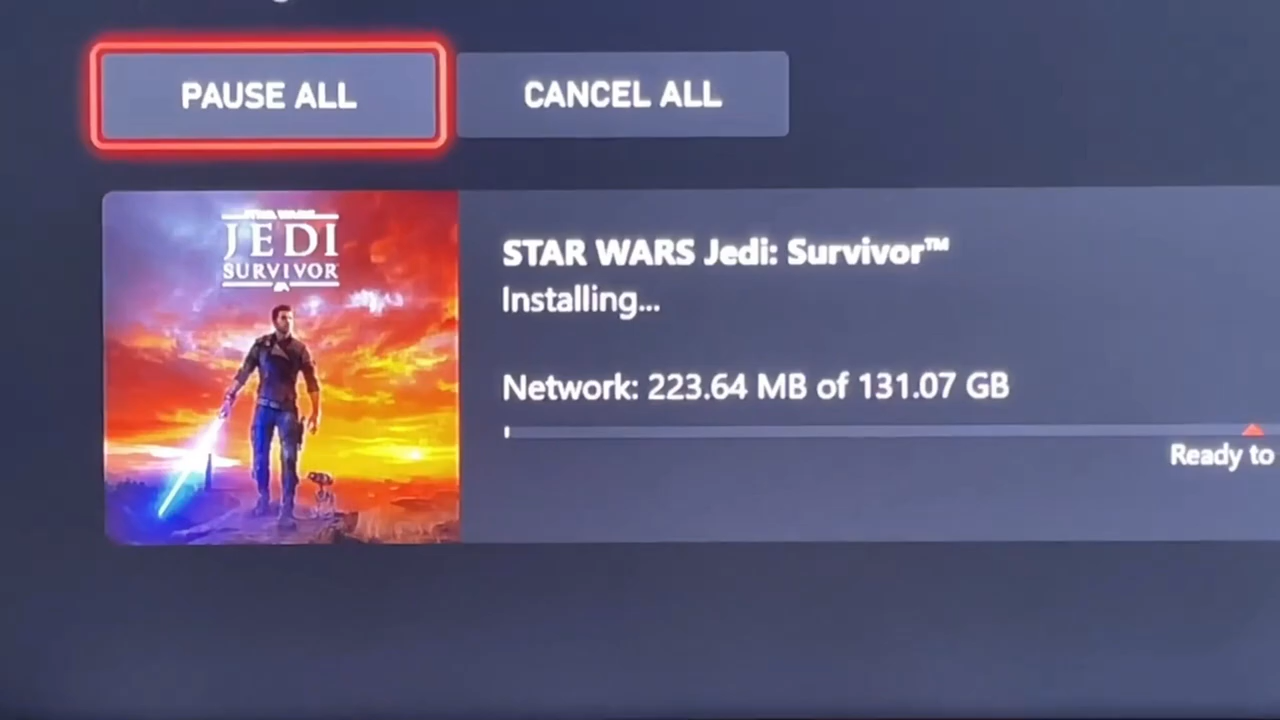 PAUSE ALL
CANCEL ALL
STAR WARS
JEDI
SURVIVOR
STAR WARS Jedi: Survivor™
Installing...
Network: 223.64 MB of 131.07 GB
Ready to